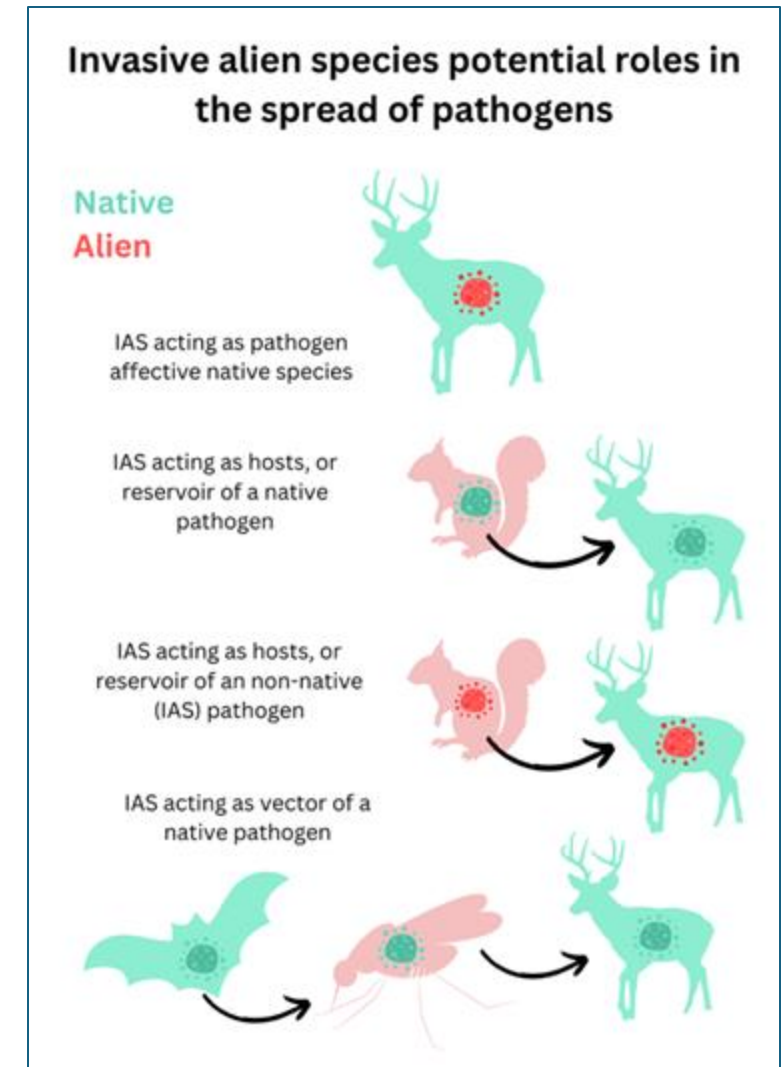 Invasive alien species potential roles in
the spread of pathogens
Native
Alien
IAS acting as pathogen
affective native species
IAS acting as hosts, or
reservoir of a native
pathogen
IAS acting as hosts, or
reservoir of an non-native
(IAS) pathogen
IAS acting as vector of a
native pathogen